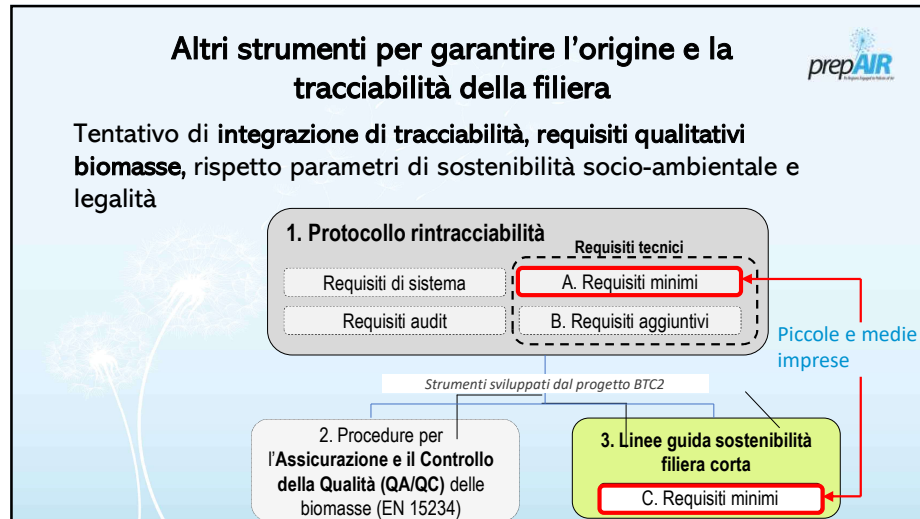 Altri strumenti per garantire l'origine e la
tracciabilità della filiera
prepAIR
Tentativo di integrazione di tracciabilità, requisiti qualitativi
biomasse, rispetto parametri di sostenibilità socio-ambientale e
legalità
1. Protocollo rintracciabilità
Requisiti tecnici
Requisiti di sistema
A. Requisiti minimi
Requisiti audit
B. Requisiti aggiuntivi
Piccole e medie
imprese
Strumenti sviluppati dal progetto BTC2
2. Procedure per
l'Assicurazione e il Controllo
della Qualità (QA/QC) delle
biomasse (EN 15234)
3. Linee guida sostenibilità
filiera corta
C. Requisiti minimi